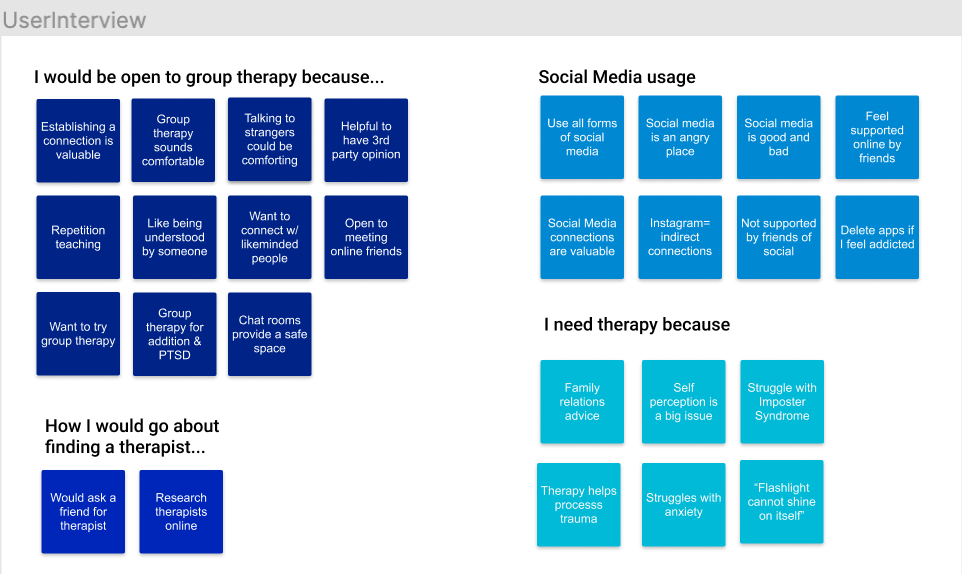 UserInterview
I would be open to group therapy because...
Establishing a
connection is
valuable
Group
therapy
sounds
comfortable
Talking to
strangers
could be
comforting
Helpful to
have 3rd
party opinion
Repetition
teaching
Like being
understood
by someone
Want to
connect w/
likeminded
people
Open to
meeting
online friends
Want to try
group therapy
Group
therapy for
addition &
PTSD
Chat rooms
provide a safe
space
How I would go about
finding a therapist...
Would ask a
friend for
therapist
Research
therapists
online
Social Media usage
Use all forms
of social
media
Social media
is an angry
place
Social media
is good and
bad
Feel
supported
online by
friends
Social Media
connections
are valuable
Instagram=
indirect
connections
Not supported
by friends of
social
Delete apps if
I feel addicted
I need therapy because
Family
relations
advice
Self
perception is
a big issue
Struggle with
Imposter
Syndrome
Therapy helps
processs
trauma
Struggles with
anxiety
“Flashlight
cannot shine
on itself”